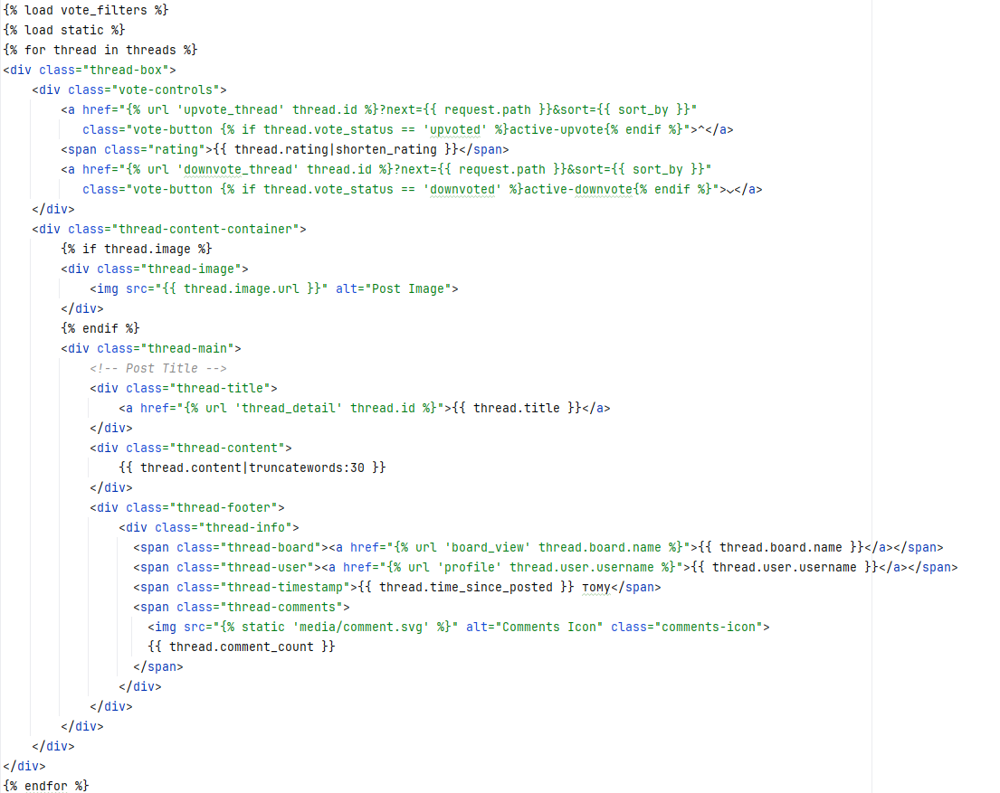 {% load vote_filters %}
{% load static %}
{% for thread in threads %}
<div class="thread-box">
    <div class="vote-controls">
        <a href="{% url 'upvote_thread' thread.id %}?next={{ request.path }}&sort={{ sort_by }}"
           class="vote-button {% if thread.vote_status == 'upvoted' %}active-upvote{% endif %}">^</a>
        <span class="rating">{{ thread.rating|shorten_rating }}</span>
        <a href="{% url 'downvote_thread' thread.id %}?next={{ request.path }}&sort={{ sort_by }}"
           class="vote-button {% if thread.vote_status == 'downvoted' %}active-downvote{% endif %}">⌄</a>
    </div>
    <div class="thread-content-container">
        {% if thread.image %}
        <div class="thread-image">
            <img src="{{ thread.image.url }}" alt="Post Image">
        </div>
        {% endif %}
        <div class="thread-main">
            <!-- Post Title -->
            <div class="thread-title">
                <a href="{% url 'thread_detail' thread.id %}">{{ thread.title }}</a>
            </div>
            <div class="thread-content">
                {{ thread.content|truncatewords:30 }}
            </div>
            <div class="thread-footer">
                <div class="thread-info">
                  <span class="thread-board"><a href="{% url 'board_view' thread.board.name %}">{{ thread.board.name }}</a></span>
                  <span class="thread-user"><a href="{% url 'profile' thread.user.username %}">{{ thread.user.username }}</a></span>
                  <span class="thread-timestamp">{{ thread.time_since_posted }} тому</span>
                  <span class="thread-comments">
                    <img src="{% static 'media/comment.svg' %}" alt="Comments Icon" class="comments-icon">
                    {{ thread.comment_count }}
                  </span>
                </div>
            </div>
        </div>
    </div>
</div>
{% endfor %}